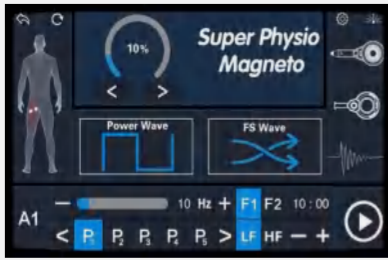 10%
Super Physio
Magneto
< >
Power Wave
FS Wave
A1
− 10 Hz + F1 F2 10:00
< P1 P2 P3 P4 P5 > LF HF − +